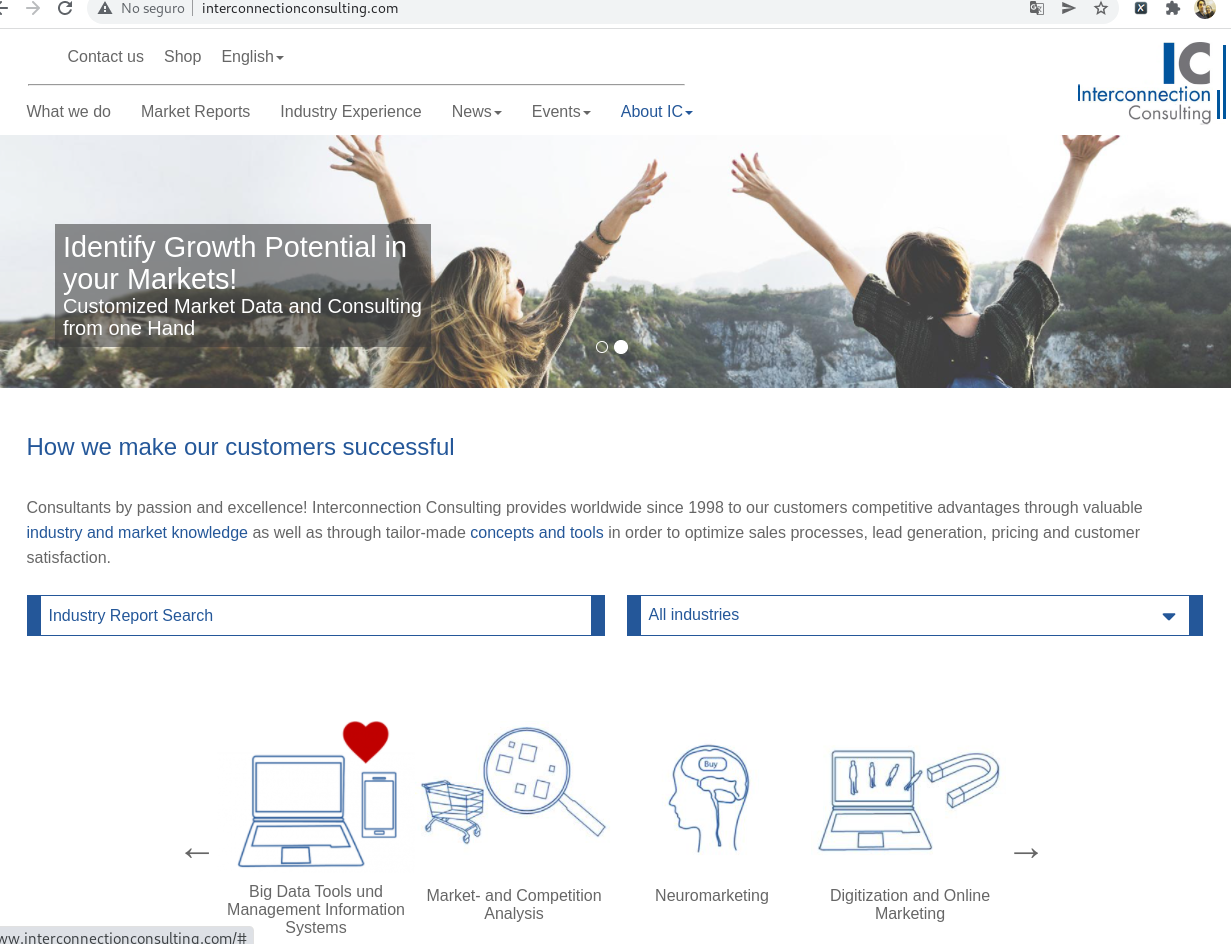 No seguro
interconnectionconsulting.com
Contact us Shop English
What we do Market Reports Industry Experience News Events About IC
IC
Interconnection
Consulting
Identify Growth Potential in
your Markets!
Customized Market Data and Consulting
from one Hand
How we make our customers successful
Consultants by passion and excellence! Interconnection Consulting provides worldwide since 1998 to our customers competitive advantages through valuable
industry and market knowledge as well as through tailor-made concepts and tools in order to optimize sales processes, lead generation, pricing and customer
satisfaction.
Industry Report Search
All industries
Buy
Big Data Tools und
Management Information
Systems
Market- and Competition
Analysis
Neuromarketing
Digitization and Online
Marketing
ww.interconnectionconsulting.com/#